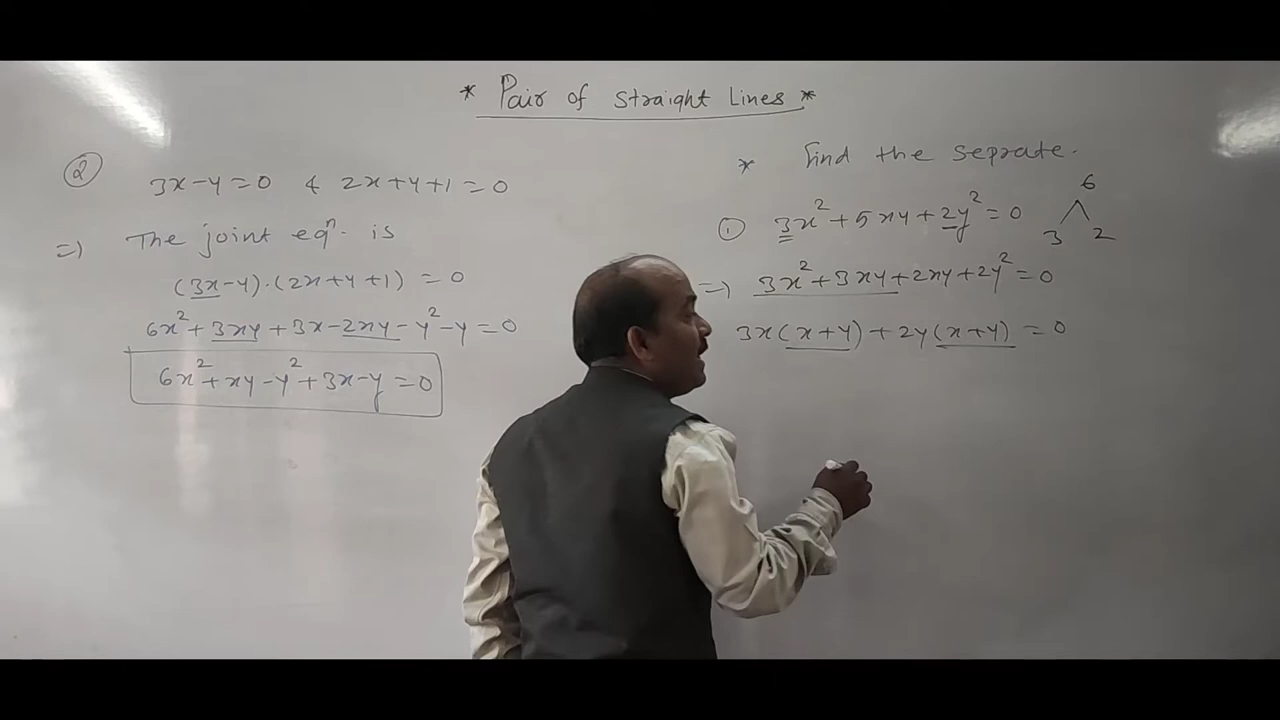 * Pair of Straight Lines *
② 3x-y=0 & 2x+y+1=0
=) The joint eqⁿ. is
(3x-y).(2x+y+1) = 0
6x²+3xy+3x-2xy-y²-y=0
6x²+xy-y²+3x-y=0
* Find the seprate.
① 3x²+5xy+2y²=0
6
3 2
=) 3x²+3xy+2xy+2y²=0
3x(x+y)+2y(x+y)=0